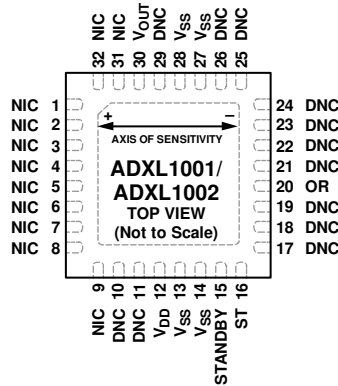 32 NIC
31 NIC
30 VOUT
29 DNC
28 VSS
27 VSS
26 DNC
25 DNC
NIC 1
NIC 2
NIC 3
NIC 4
NIC 5
NIC 6
NIC 7
NIC 8
+ −
AXIS OF SENSITIVITY
ADXL1001/
ADXL1002
TOP VIEW
(Not to Scale)
24 DNC
23 DNC
22 DNC
21 DNC
20 OR
19 DNC
18 DNC
17 DNC
NIC 9
DNC 10
DNC 11
VDD 12
VSS 13
VSS 14
STANDBY 15
ST 16